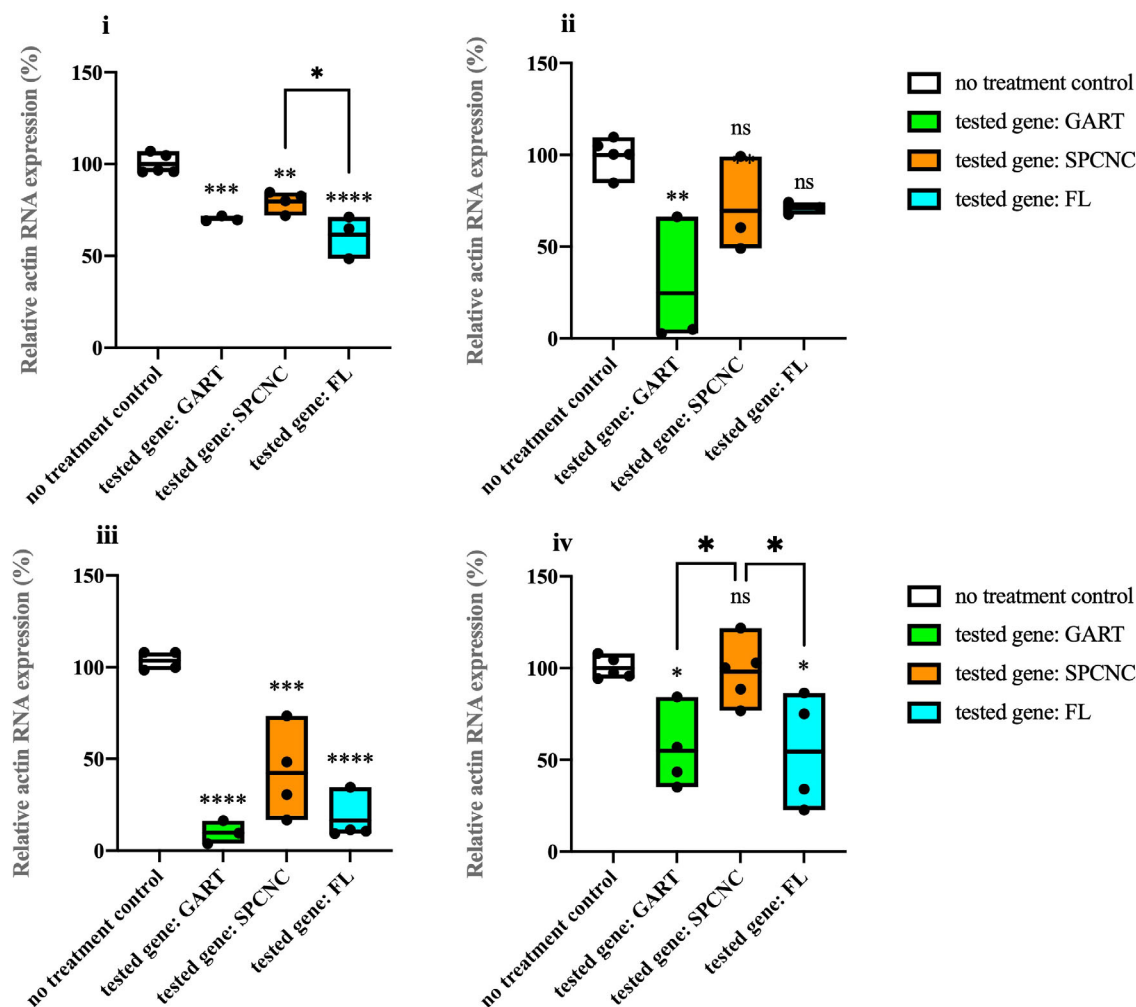 i
Relative actin RNA expression (%)
150
100
50
0
*
***
**
****
no treatment control
tested gene: GART
tested gene: SPCNC
tested gene: FL
ii
Relative actin RNA expression (%)
150
100
50
0
**
ns
**
ns
no treatment control
tested gene: GART
tested gene: SPCNC
tested gene: FL
no treatment control
tested gene: GART
tested gene: SPCNC
tested gene: FL
iii
Relative actin RNA expression (%)
150
100
50
0
****
***
****
no treatment control
tested gene: GART
tested gene: SPCNC
tested gene: FL
iv
Relative actin RNA expression (%)
150
100
50
0
*
*
*
ns
*
no treatment control
tested gene: GART
tested gene: SPCNC
tested gene: FL
no treatment control
tested gene: GART
tested gene: SPCNC
tested gene: FL